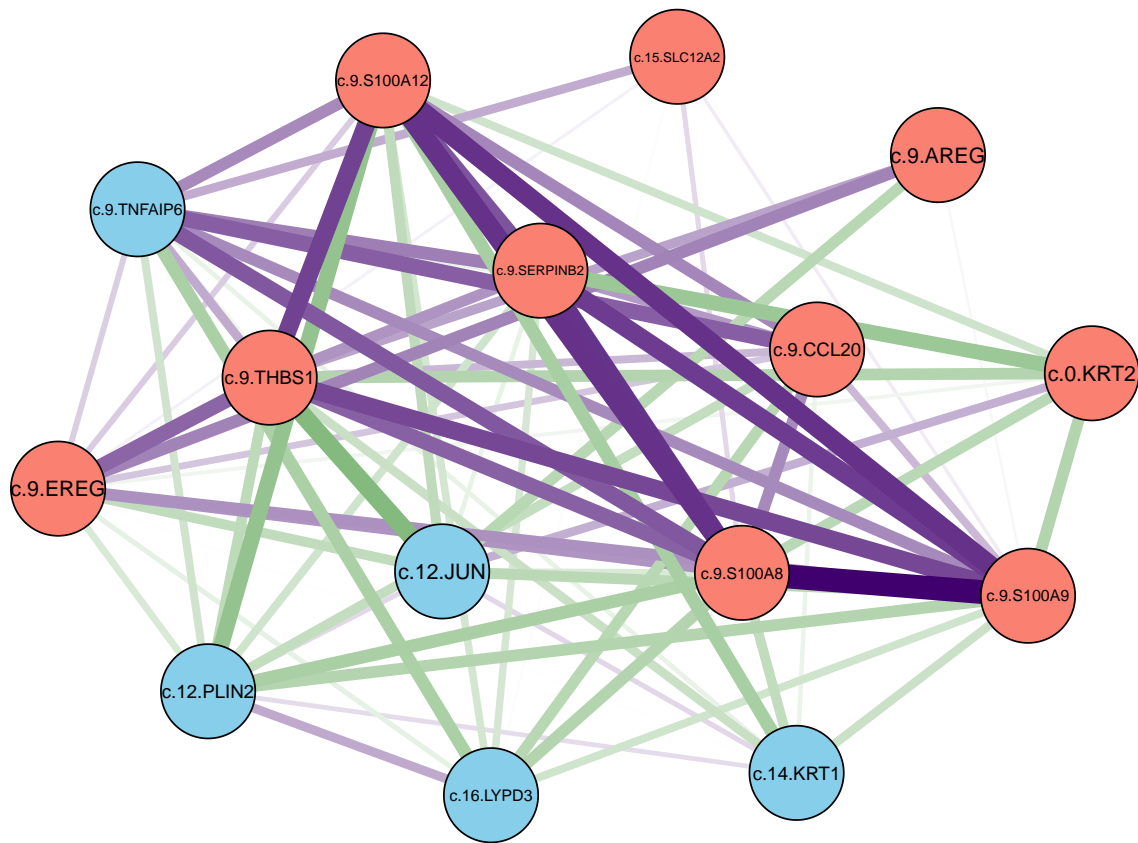 c.15.SLC12A2
c.9.S100A12
c.9.AREG
c.9.TNFAIP6
c.9.SERPINB2
c.9.CCL20
c.0.KRT2
c.9.THBS1
c.9.EREG
c.12.JUN
c.9.S100A8
c.9.S100A9
c.12.PLIN2
c.14.KRT1
c.16.LYPD3